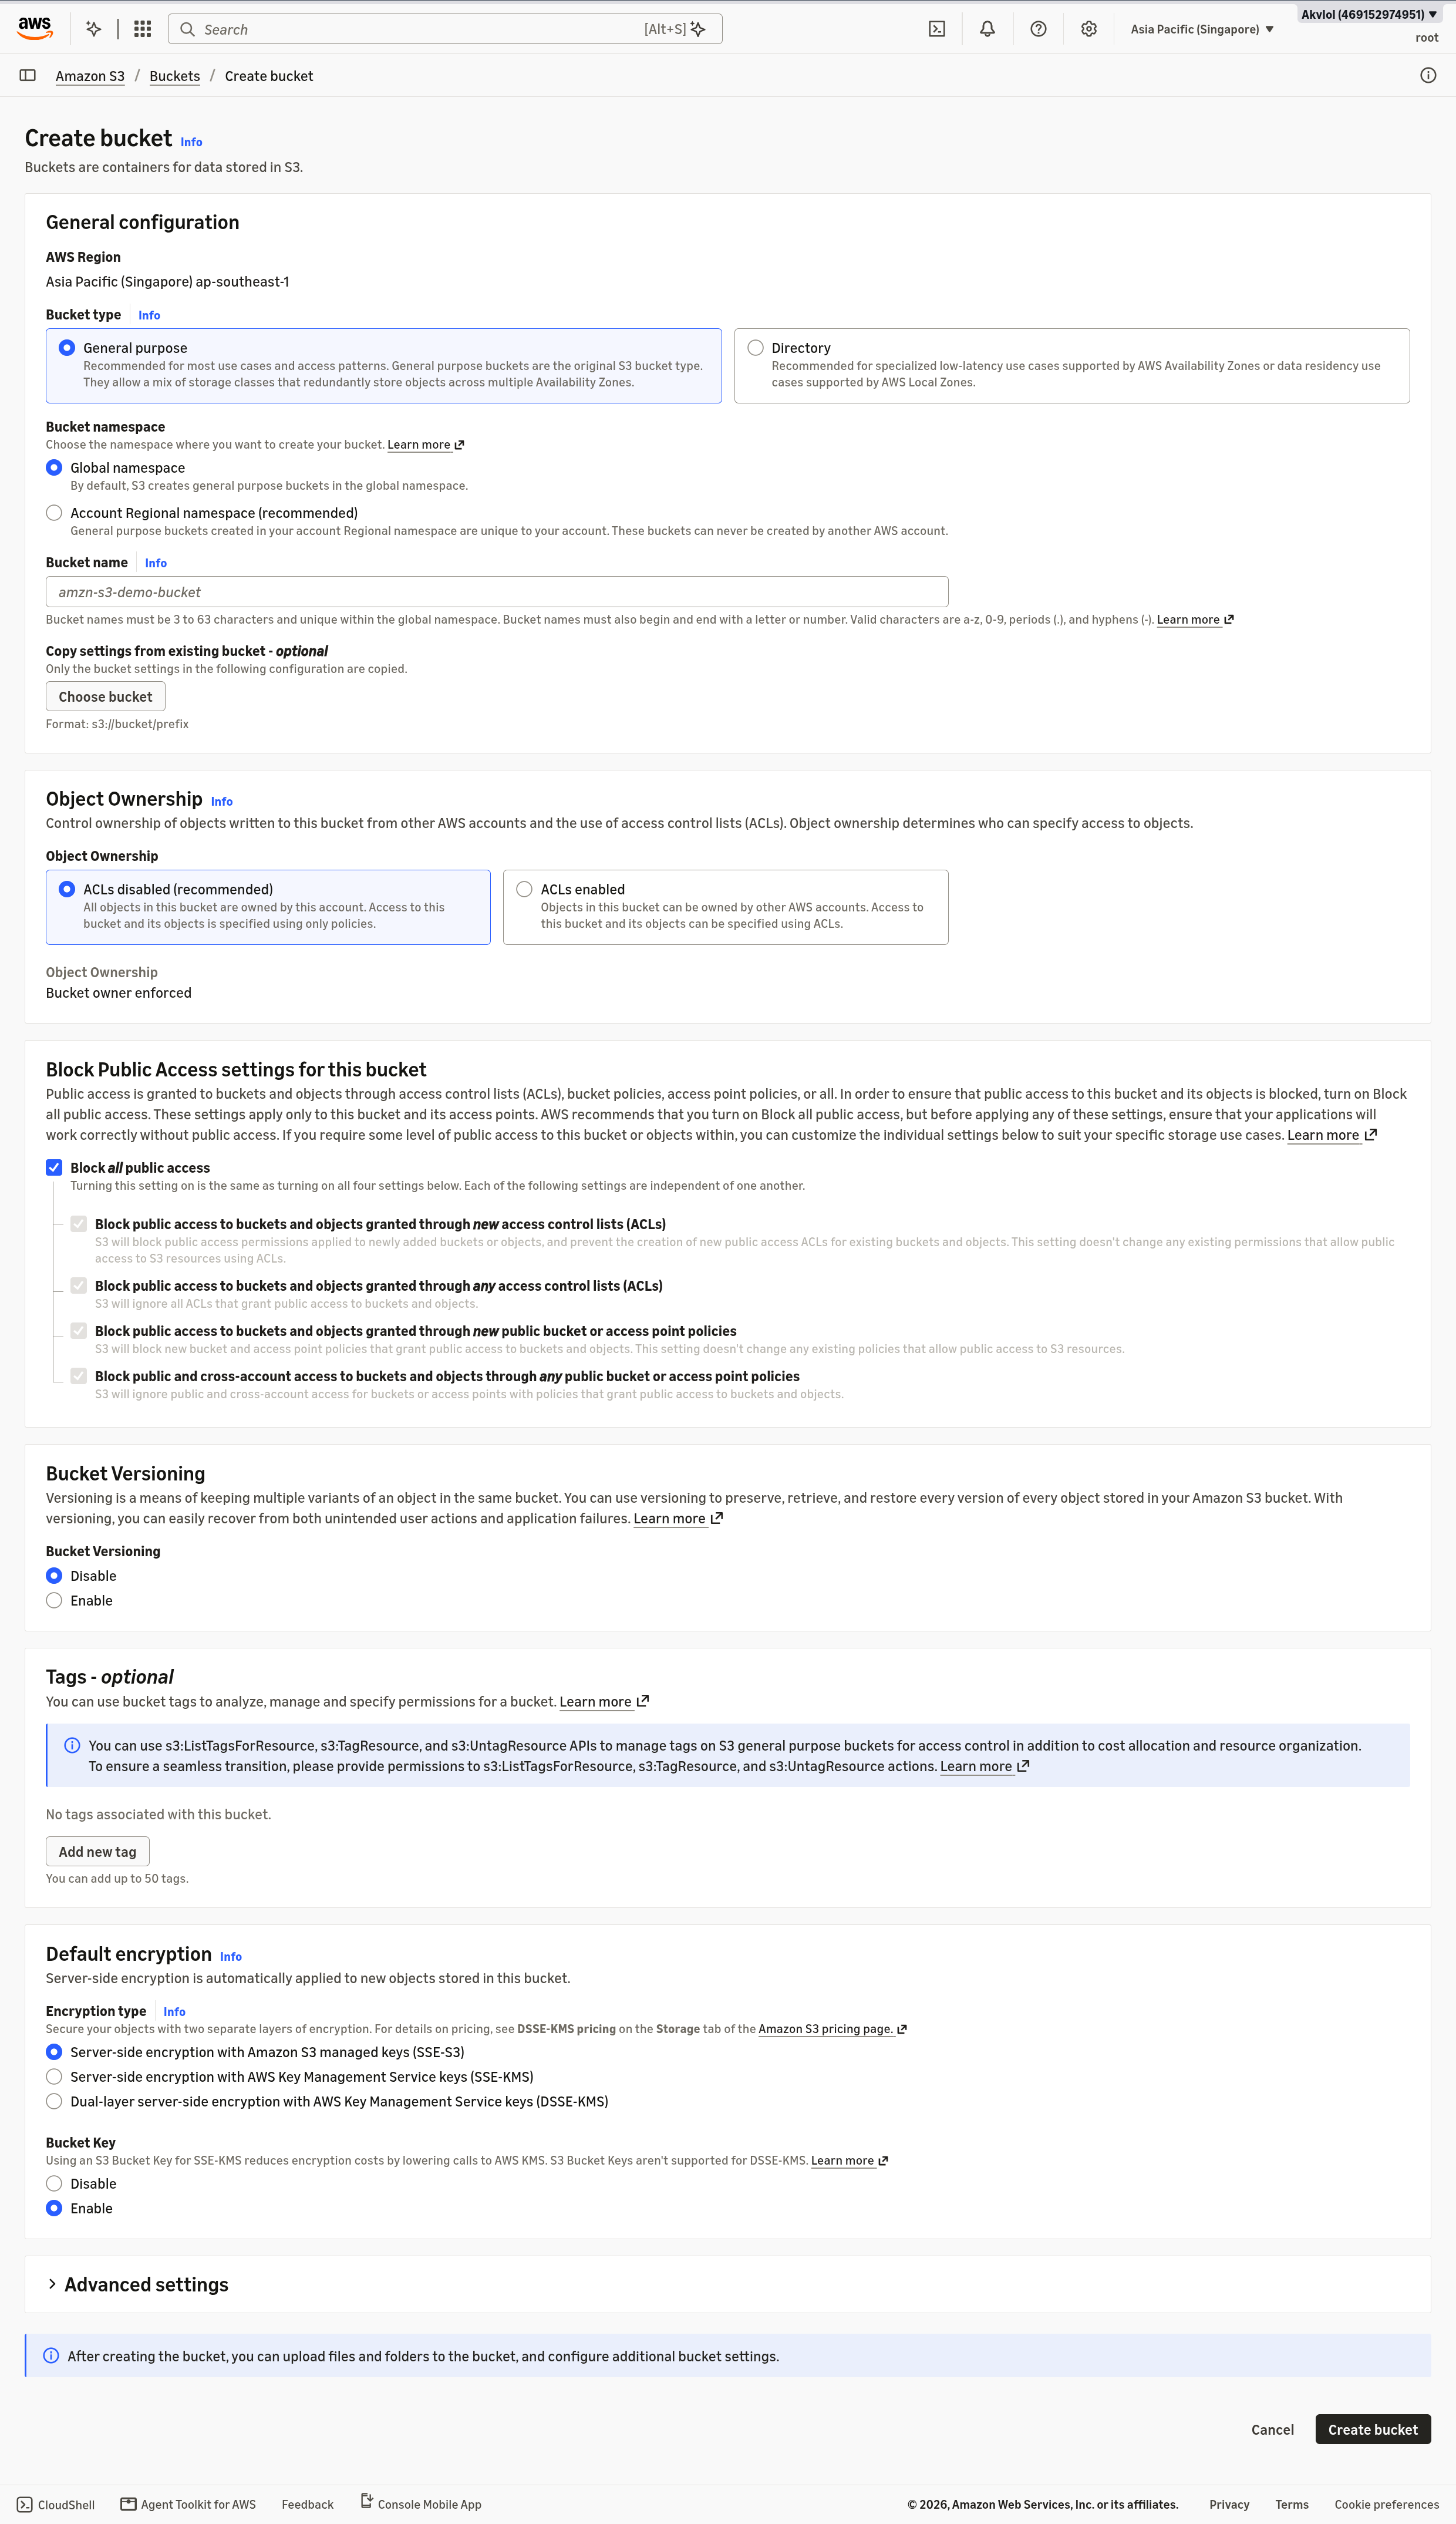 aws
Search
[Alt+S]
Asia Pacific (Singapore)
Akvlol (469152974951)
root
Amazon S3 / Buckets / Create bucket
Create bucket Info
Buckets are containers for data stored in S3.
General configuration
AWS Region
Asia Pacific (Singapore) ap-southeast-1
Bucket type Info
General purpose
Recommended for most use cases and access patterns. General purpose buckets are the original S3 bucket type.
They allow a mix of storage classes that redundantly store objects across multiple Availability Zones.
Directory
Recommended for specialized low-latency use cases supported by AWS Availability Zones or data residency use
cases supported by AWS Local Zones.
Bucket namespace
Choose the namespace where you want to create your bucket. Learn more
Global namespace
By default, S3 creates general purpose buckets in the global namespace.
Account Regional namespace (recommended)
General purpose buckets created in your account Regional namespace are unique to your account. These buckets can never be created by another AWS account.
Bucket name Info
amzn-s3-demo-bucket
Bucket names must be 3 to 63 characters and unique within the global namespace. Bucket names must also begin and end with a letter or number. Valid characters are a-z, 0-9, periods (.), and hyphens (-). Learn more
Copy settings from existing bucket - optional
Only the bucket settings in the following configuration are copied.
Choose bucket
Format: s3://bucket/prefix
Object Ownership Info
Control ownership of objects written to this bucket from other AWS accounts and the use of access control lists (ACLs). Object ownership determines who can specify access to objects.
Object Ownership
ACLs disabled (recommended)
All objects in this bucket are owned by this account. Access to this
bucket and its objects is specified using only policies.
ACLs enabled
Objects in this bucket can be owned by other AWS accounts. Access to
this bucket and its objects can be specified using ACLs.
Object Ownership
Bucket owner enforced
Block Public Access settings for this bucket
Public access is granted to buckets and objects through access control lists (ACLs), bucket policies, access point policies, or all. In order to ensure that public access to this bucket and its objects is blocked, turn on Block
all public access. These settings apply only to this bucket and its access points. AWS recommends that you turn on Block all public access, but before applying any of these settings, ensure that your applications will
work correctly without public access. If you require some level of public access to this bucket or objects within, you can customize the individual settings below to suit your specific storage use cases. Learn more
Block all public access
Turning this setting on is the same as turning on all four settings below. Each of the following settings are independent of one another.
Block public access to buckets and objects granted through new access control lists (ACLs)
S3 will block public access permissions applied to newly added buckets or objects, and prevent the creation of new public access ACLs for existing buckets and objects. This setting doesn't change any existing permissions that allow public
access to S3 resources using ACLs.
Block public access to buckets and objects granted through any access control lists (ACLs)
S3 will ignore all ACLs that grant public access to buckets and objects.
Block public access to buckets and objects granted through new public bucket or access point policies
S3 will block new bucket and access point policies that grant public access to buckets and objects. This setting doesn't change any existing policies that allow public access to S3 resources.
Block public and cross-account access to buckets and objects through any public bucket or access point policies
S3 will ignore public and cross-account access for buckets or access points with policies that grant public access to buckets and objects.
Bucket Versioning
Versioning is a means of keeping multiple variants of an object in the same bucket. You can use versioning to preserve, retrieve, and restore every version of every object stored in your Amazon S3 bucket. With
versioning, you can easily recover from both unintended user actions and application failures. Learn more
Bucket Versioning
Disable
Enable
Tags - optional
You can use bucket tags to analyze, manage and specify permissions for a bucket. Learn more
You can use s3:ListTagsForResource, s3:TagResource, and s3:UntagResource APIs to manage tags on S3 general purpose buckets for access control in addition to cost allocation and resource organization.
To ensure a seamless transition, please provide permissions to s3:ListTagsForResource, s3:TagResource, and s3:UntagResource actions. Learn more
No tags associated with this bucket.
Add new tag
You can add up to 50 tags.
Default encryption Info
Server-side encryption is automatically applied to new objects stored in this bucket.
Encryption type Info
Secure your objects with two separate layers of encryption. For details on pricing, see DSSE-KMS pricing on the Storage tab of the Amazon S3 pricing page.
Server-side encryption with Amazon S3 managed keys (SSE-S3)
Server-side encryption with AWS Key Management Service keys (SSE-KMS)
Dual-layer server-side encryption with AWS Key Management Service keys (DSSE-KMS)
Bucket Key
Using an S3 Bucket Key for SSE-KMS reduces encryption costs by lowering calls to AWS KMS. S3 Bucket Keys aren't supported for DSSE-KMS. Learn more
Disable
Enable
Advanced settings
After creating the bucket, you can upload files and folders to the bucket, and configure additional bucket settings.
Cancel
Create bucket
CloudShell
Agent Toolkit for AWS
Feedback
Console Mobile App
© 2026, Amazon Web Services, Inc. or its affiliates.
Privacy
Terms
Cookie preferences